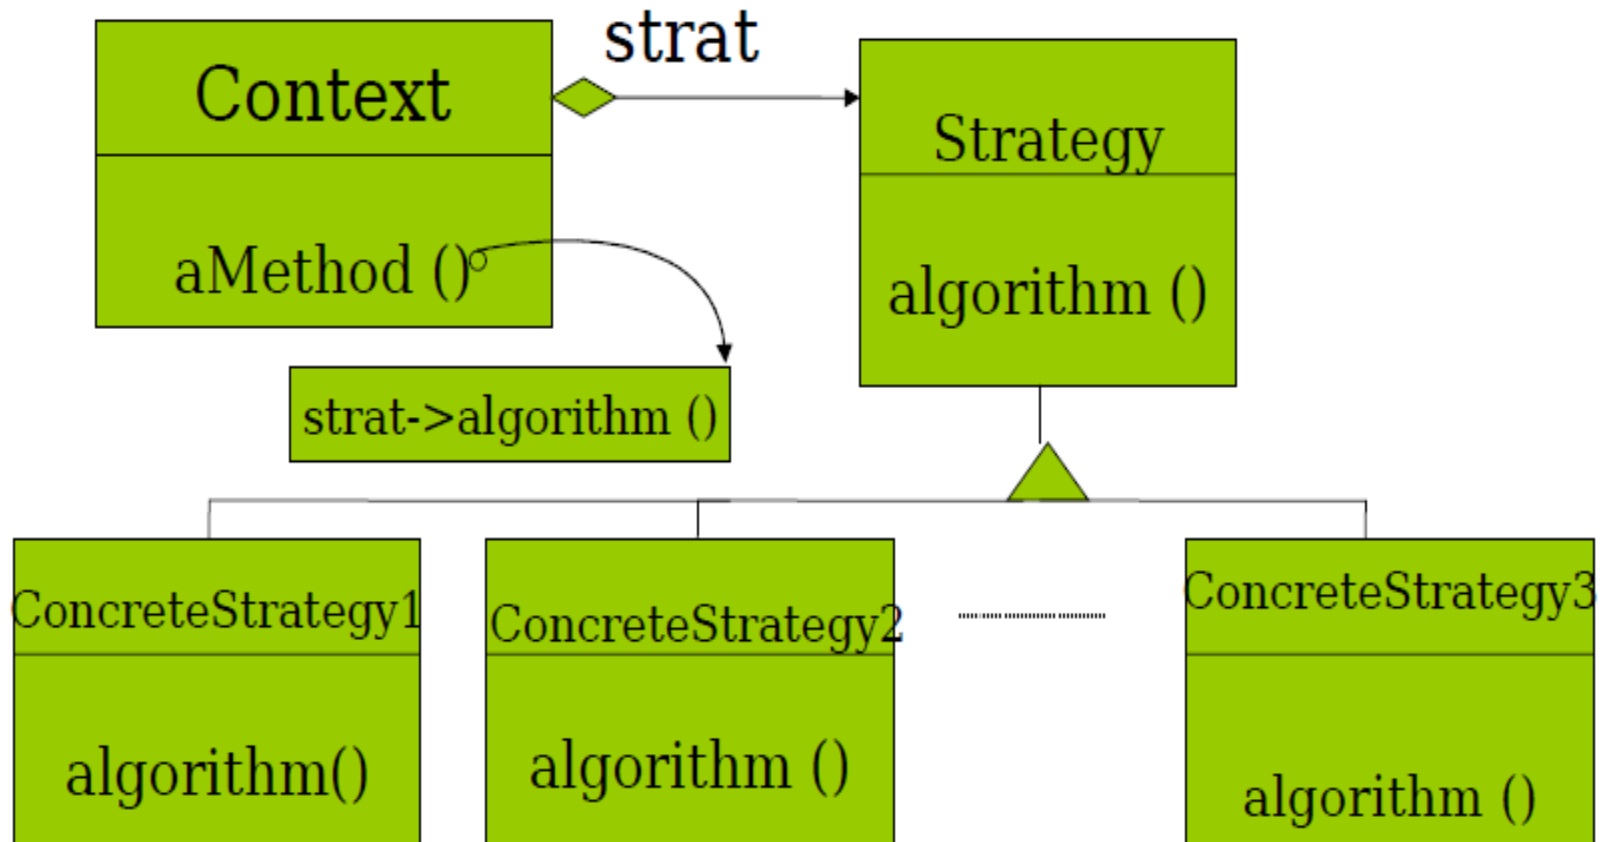 strat
Context
Strategy
aMethod ()
algorithm ()
strat->algorithm ()
ConcreteStrategy1
ConcreteStrategy2
ConcreteStrategy3
algorithm()
algorithm ()
algorithm ()